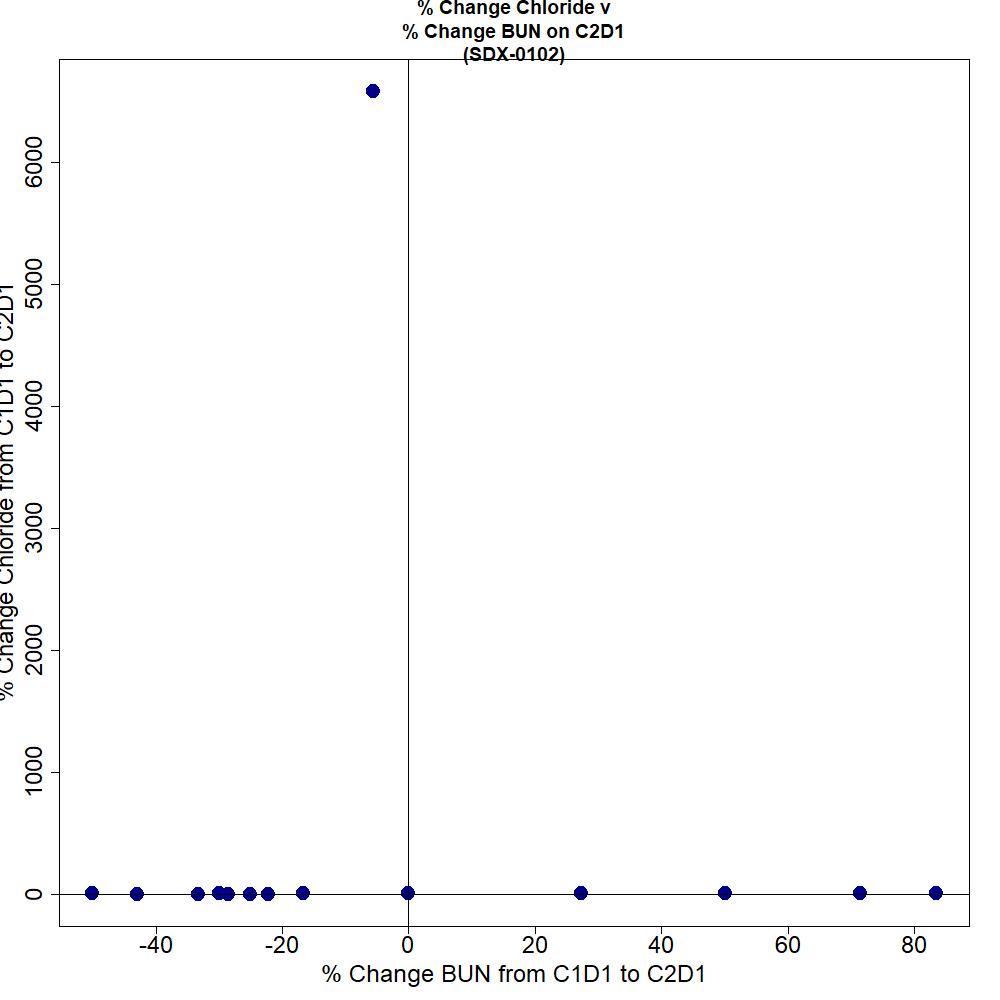 % Change Chloride v
% Change BUN on C2D1
(SDX-0102)
% Change Chloride from C1D1 to C2D1
6000
5000
4000
3000
2000
1000
0
-40 -20 0 20 40 60 80
% Change BUN from C1D1 to C2D1